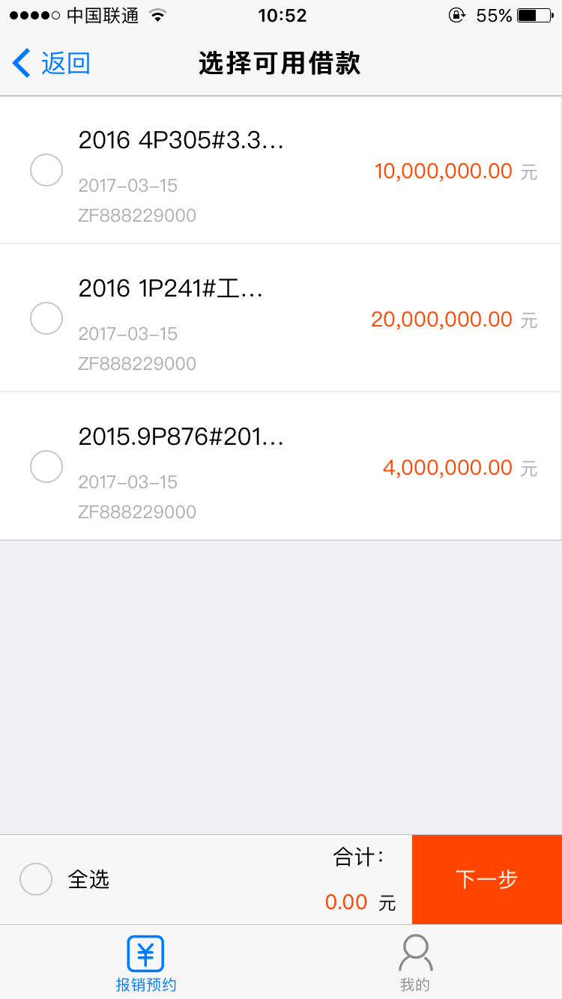 中国联通 10:52 55%
返回 选择可用借款
2016 4P305#3.3...
10,000,000.00 元
2017-03-15
ZF888229000
2016 1P241#工...
20,000,000.00 元
2017-03-15
ZF888229000
2015.9P876#201...
4,000,000.00 元
2017-03-15
ZF888229000
全选
合计：
0.00 元
下一步
报销预约 我的